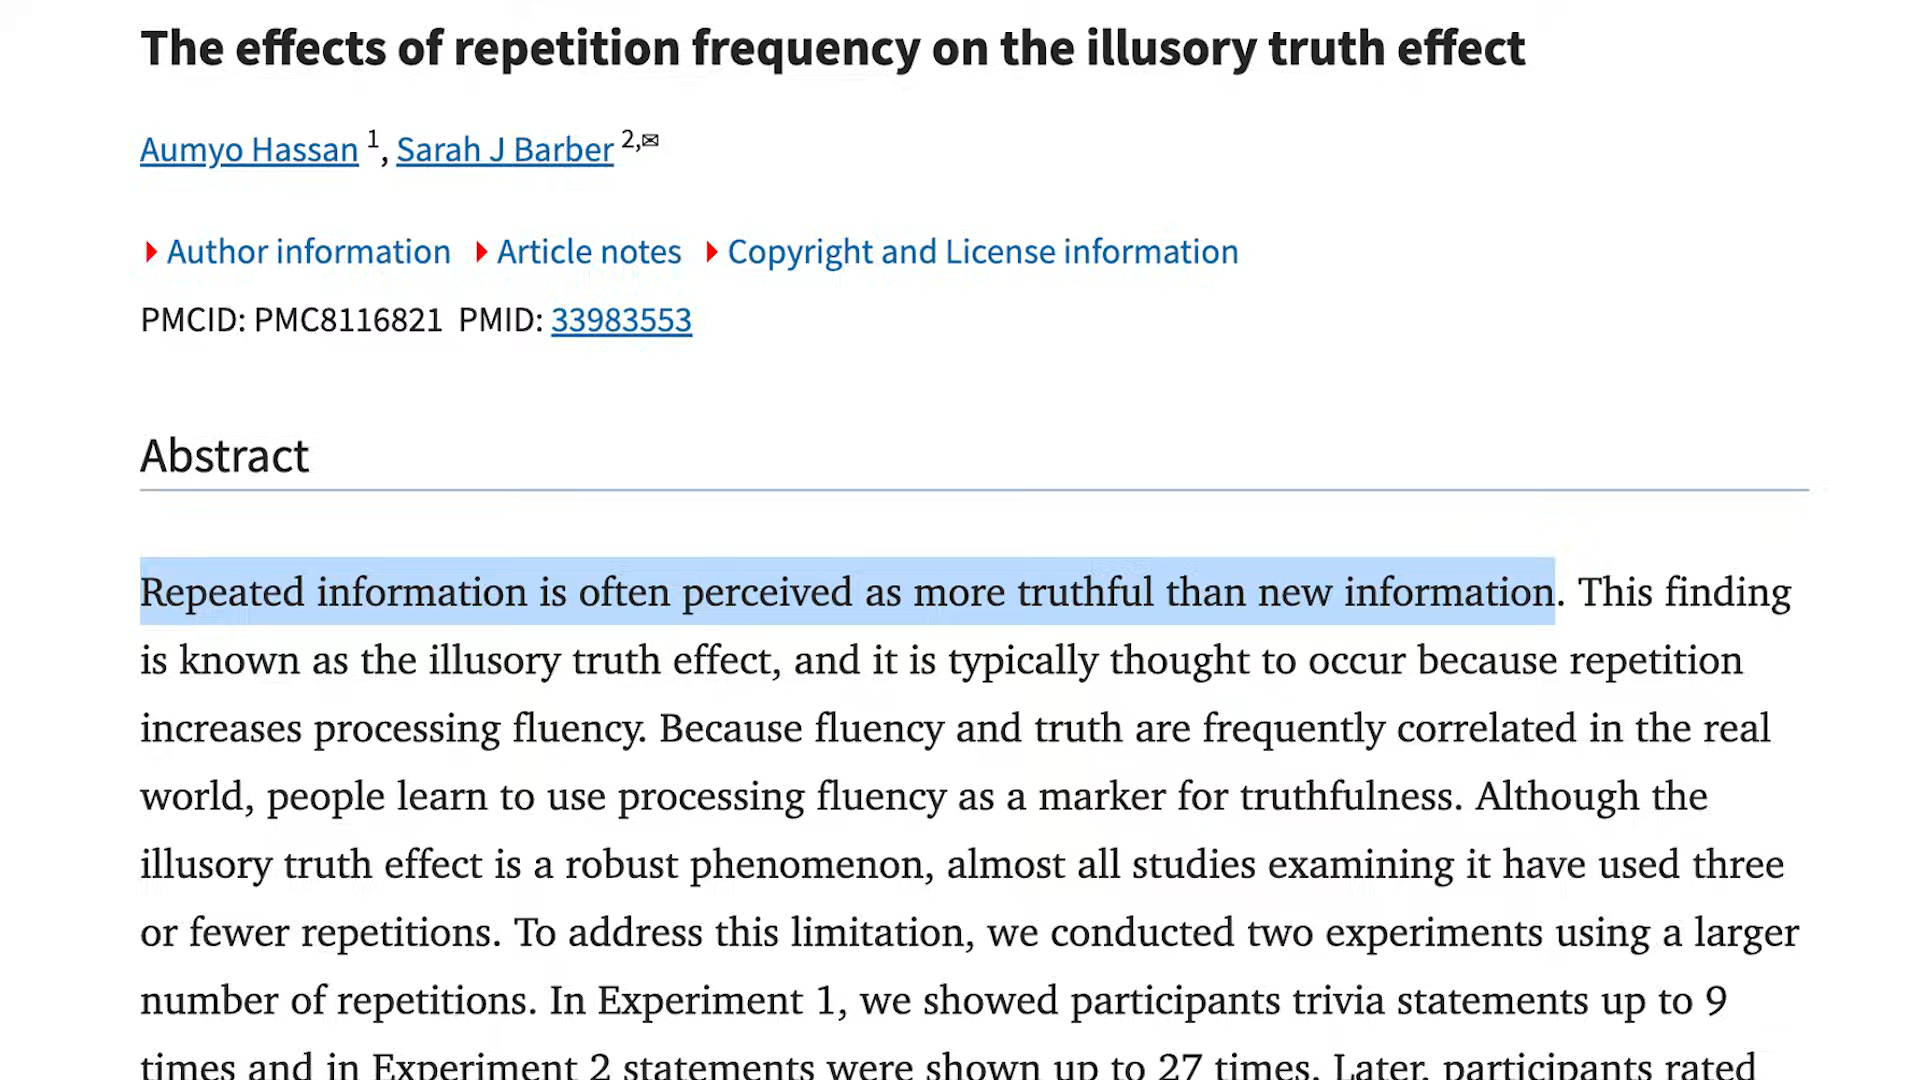 The effects of repetition frequency on the illusory truth effect
Aumyo Hassan 1, Sarah J Barber 2,✉
Author information Article notes Copyright and License information
PMCID: PMC8116821 PMID: 33983553
Abstract
Repeated information is often perceived as more truthful than new information. This finding
is known as the illusory truth effect, and it is typically thought to occur because repetition
increases processing fluency. Because fluency and truth are frequently correlated in the real
world, people learn to use processing fluency as a marker for truthfulness. Although the
illusory truth effect is a robust phenomenon, almost all studies examining it have used three
or fewer repetitions. To address this limitation, we conducted two experiments using a larger
number of repetitions. In Experiment 1, we showed participants trivia statements up to 9
times and in Experiment 2 statements were shown up to 27 times. Later, participants rated